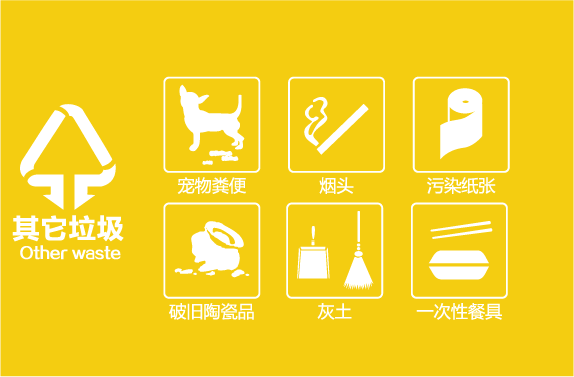 其它垃圾
Other waste
宠物粪便
烟头
污染纸张
破旧陶瓷品
灰土
一次性餐具